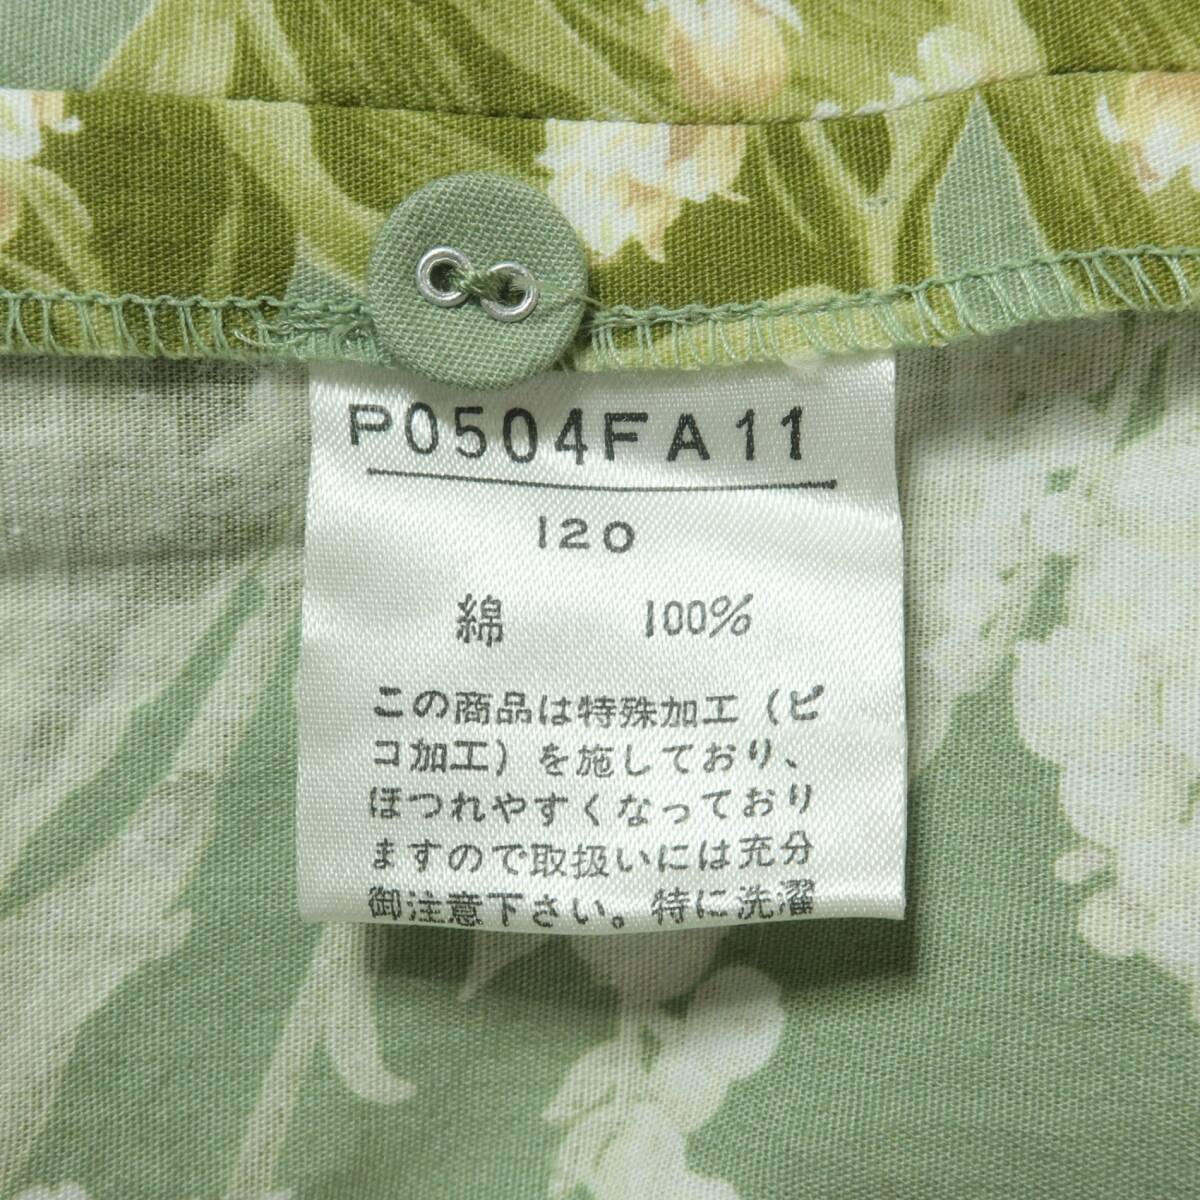 P0504FA11
120
綿 100%
この商品は特殊加工（ピ
コ加工）を施しており、
ほつれやすくなっており
ますので取扱いには充分
御注意下さい。特に洗濯